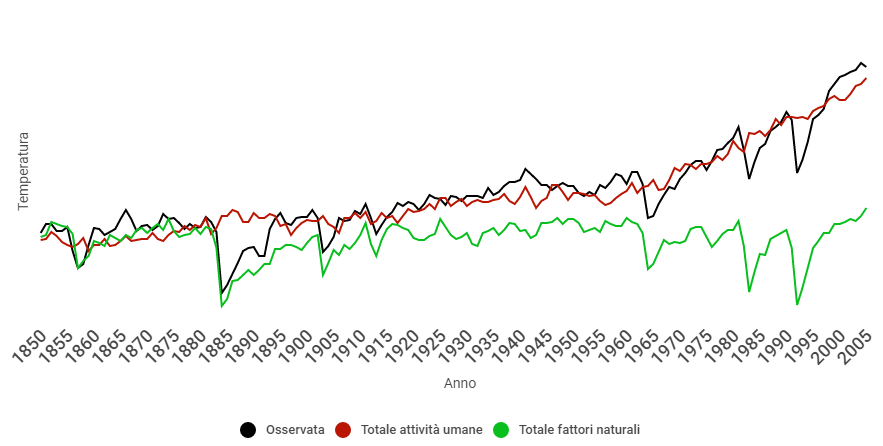 Temperatura
1850 1855 1860 1865 1870 1875 1880 1885 1890 1895 1900 1905 1910 1915 1920 1925 1930 1935 1940 1945 1950 1955 1960 1965 1970 1975 1980 1985 1990 1995 2000 2005
Anno
Osservata Totale attività umane Totale fattori naturali